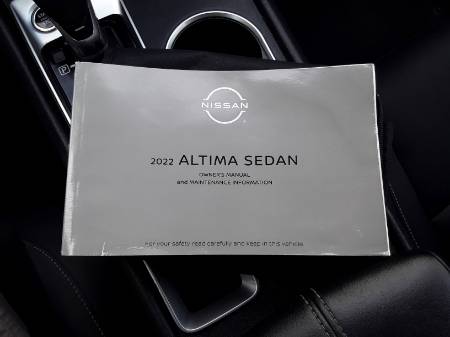 NISSAN
2022 ALTIMA SEDAN
OWNER'S MANUAL
and MAINTENANCE INFORMATION
For your safety read carefully and keep in this vehicle.
P